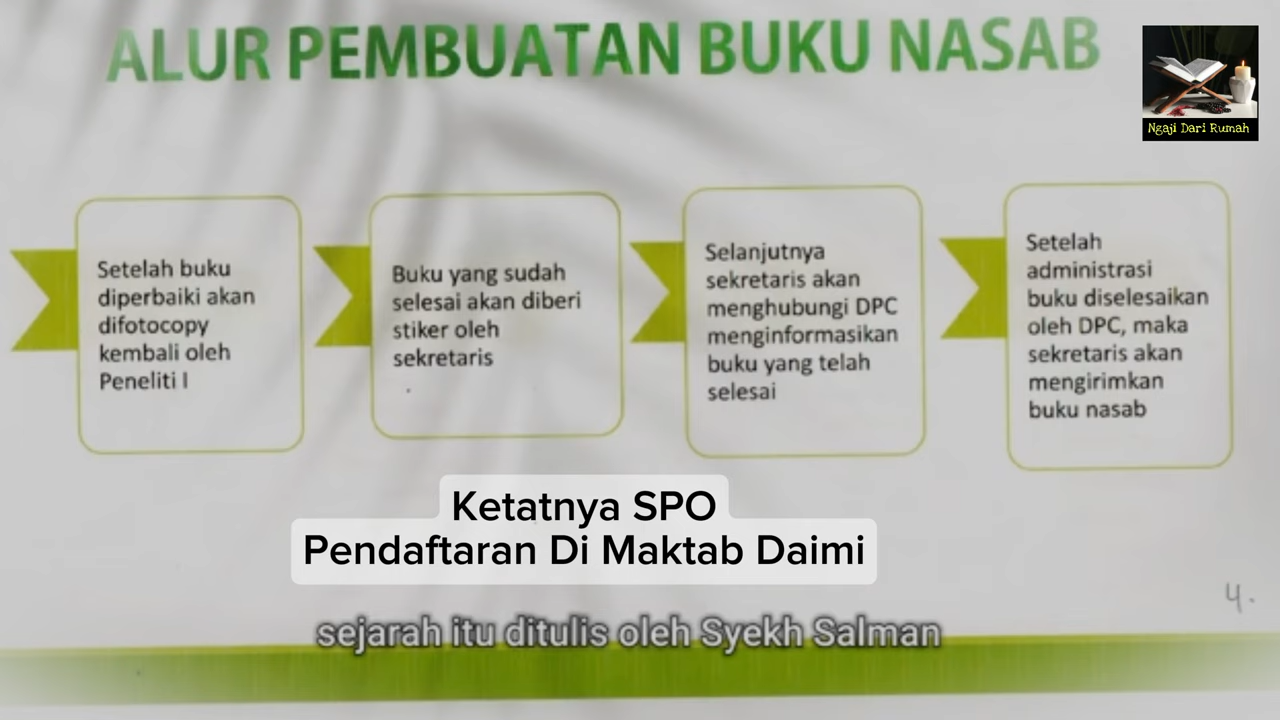 ALUR PEMBUATAN BUKU NASAB
Ngaji Dari Rumah
Setelah buku
diperbaiki akan
difotocopy
kembali oleh
Peneliti I
Buku yang sudah
selesai akan diberi
stiker oleh
sekretaris
Selanjutnya
sekretaris akan
menghubungi DPC
menginformasikan
buku yang telah
selesai
Setelah
administrasi
buku diselesaikan
oleh DPC, maka
sekretaris akan
mengirimkan
buku nasab
Ketatnya SPO
Pendaftaran Di Maktab Daimi
4.
sejarah itu ditulis oleh Syekh Salman